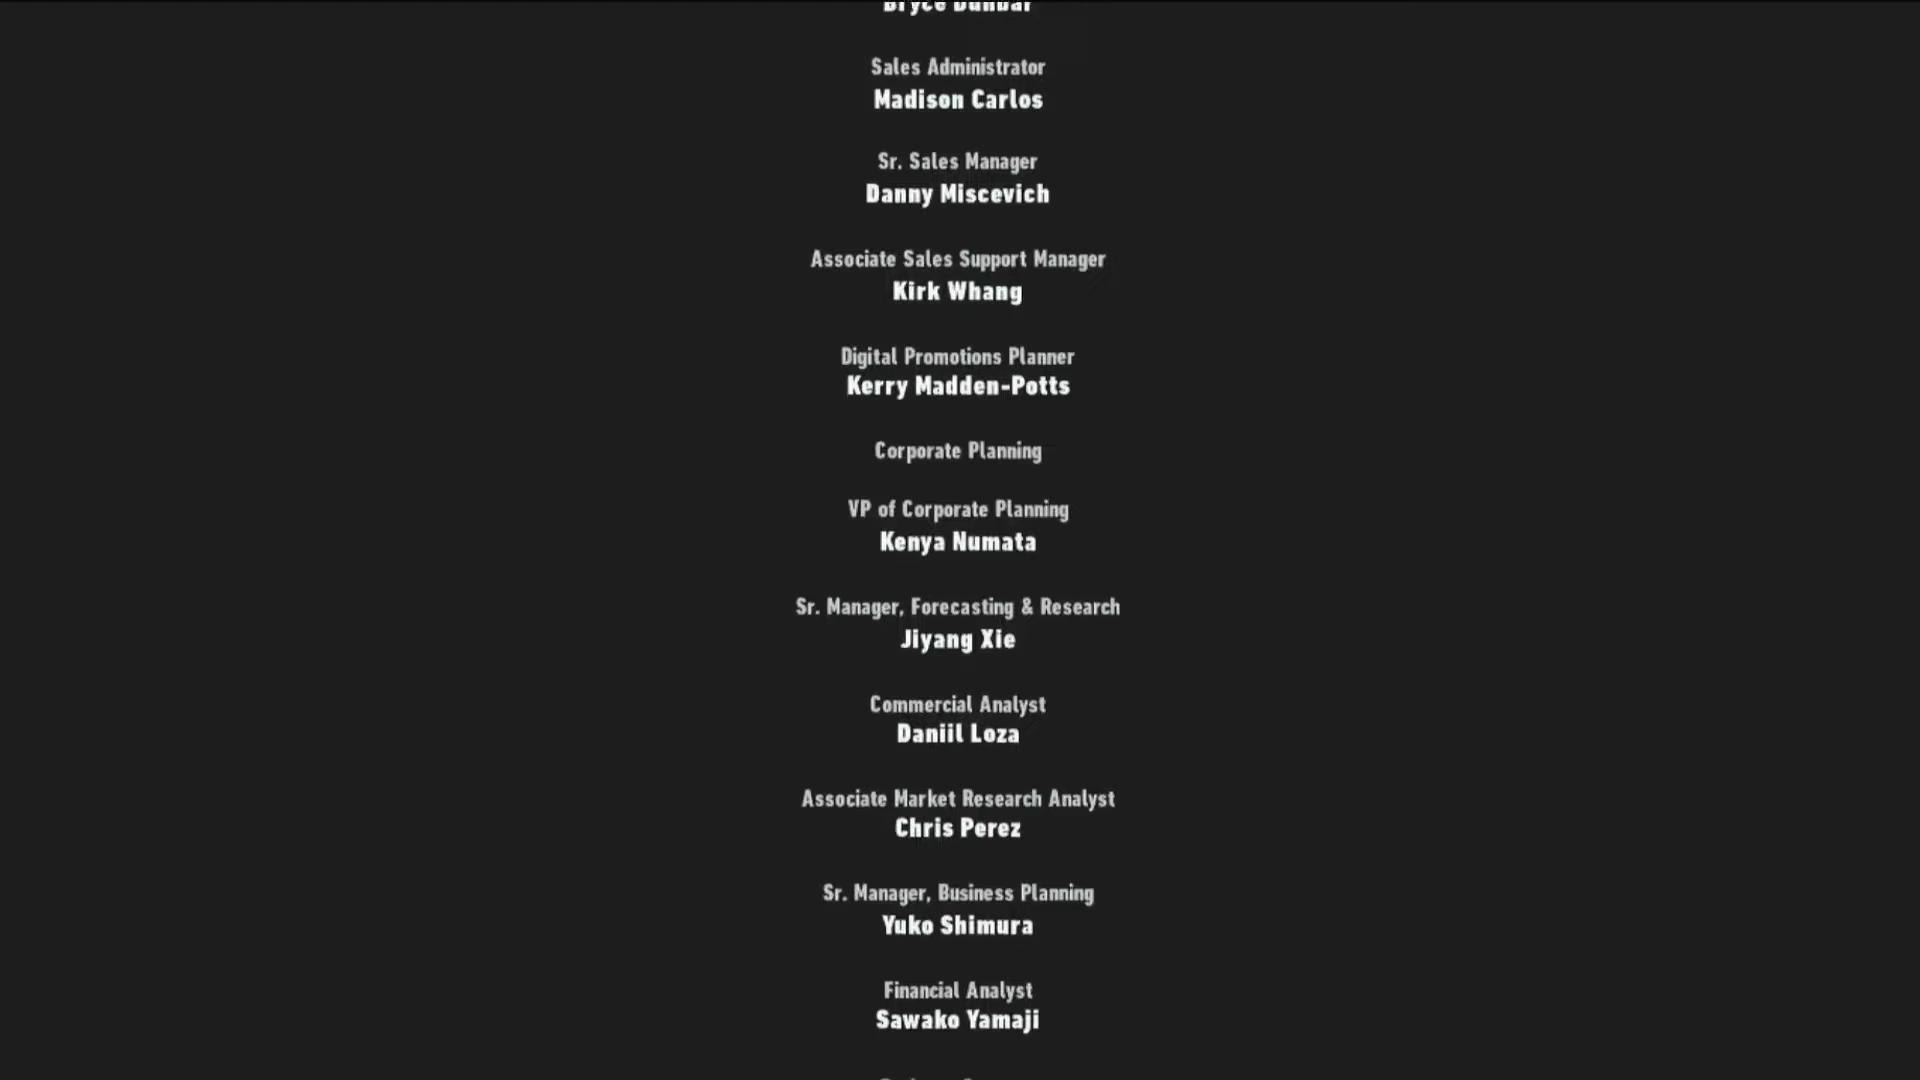 Bryce Dunbar
Sales Administrator
Madison Carlos
Sr. Sales Manager
Danny Miscevich
Associate Sales Support Manager
Kirk Whang
Digital Promotions Planner
Kerry Madden-Potts
Corporate Planning
VP of Corporate Planning
Kenya Numata
Sr. Manager, Forecasting & Research
Jiyang Xie
Commercial Analyst
Daniil Loza
Associate Market Research Analyst
Chris Perez
Sr. Manager, Business Planning
Yuko Shimura
Financial Analyst
Sawako Yamaji